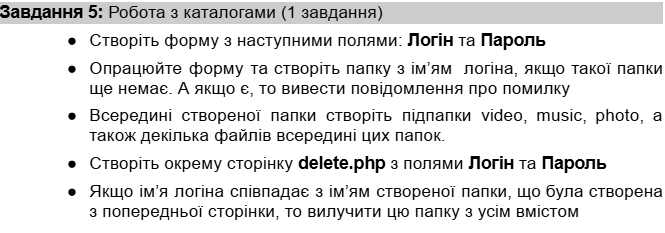 Завдання 5: Робота з каталогами (1 завдання)
● Створіть форму з наступними полями: Логін та Пароль
● Опрацюйте форму та створіть папку з ім’ям логіна, якщо такої папки
ще немає. А якщо є, то вивести повідомлення про помилку
● Всередині створеної папки створіть підпапки video, music, photo, а
також декілька файлів всередині цих папок.
● Створіть окрему сторінку delete.php з полями Логін та Пароль
● Якщо ім’я логіна співпадає з ім’ям створеної папки, що була створена
з попередньої сторінки, то вилучити цю папку з усім вмістом